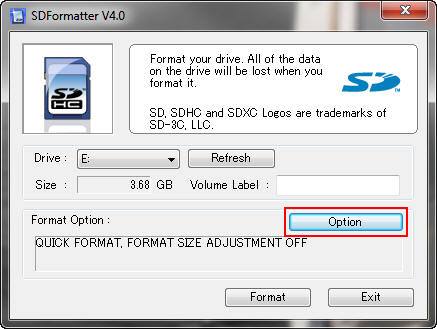 SDFormatter V4.0
Format your drive. All of the data
on the drive will be lost when you
format it.
SD, SDHC and SDXC Logos are trademarks of
SD-3C, LLC.
SD
HC
SD
TM
Drive : E: Refresh
Size : 3.68 GB Volume Label :
Format Option : Option
QUICK FORMAT, FORMAT SIZE ADJUSTMENT OFF
Format Exit